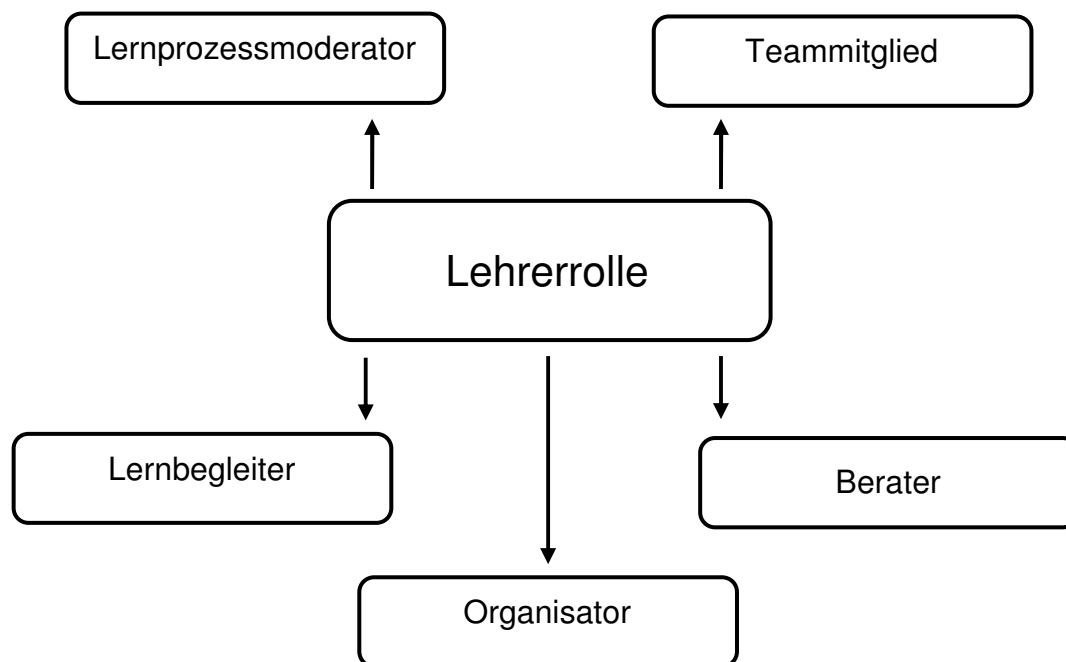 Lernprozessmoderator
Teammitglied
Lehrerrolle
Lernbegleiter
Berater
Organisator